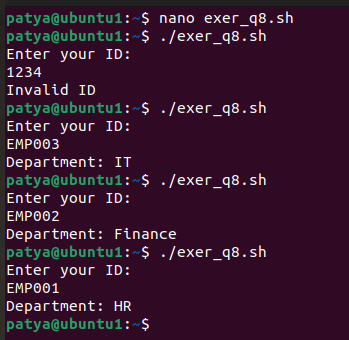 patya@ubuntu1:~$ nano exer_q8.sh
patya@ubuntu1:~$ ./exer_q8.sh
Enter your ID:
1234
Invalid ID
patya@ubuntu1:~$ ./exer_q8.sh
Enter your ID:
EMP003
Department: IT
patya@ubuntu1:~$ ./exer_q8.sh
Enter your ID:
EMP002
Department: Finance
patya@ubuntu1:~$ ./exer_q8.sh
Enter your ID:
EMP001
Department: HR
patya@ubuntu1:~$